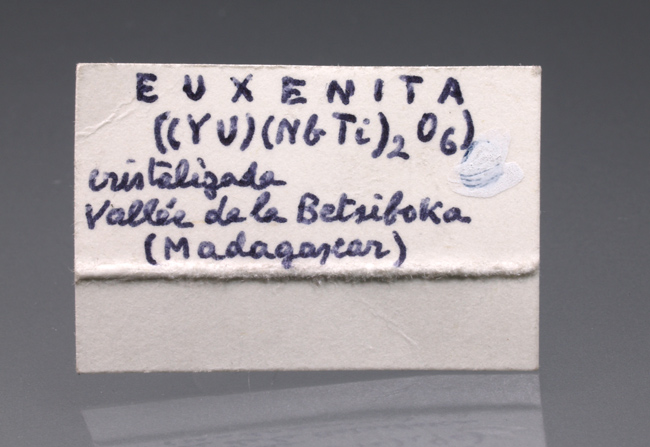 EUXENITA
((YU)(NbTi)₂O₆)
cristalizada
Vallée de la Betsiboka
(Madagascar)